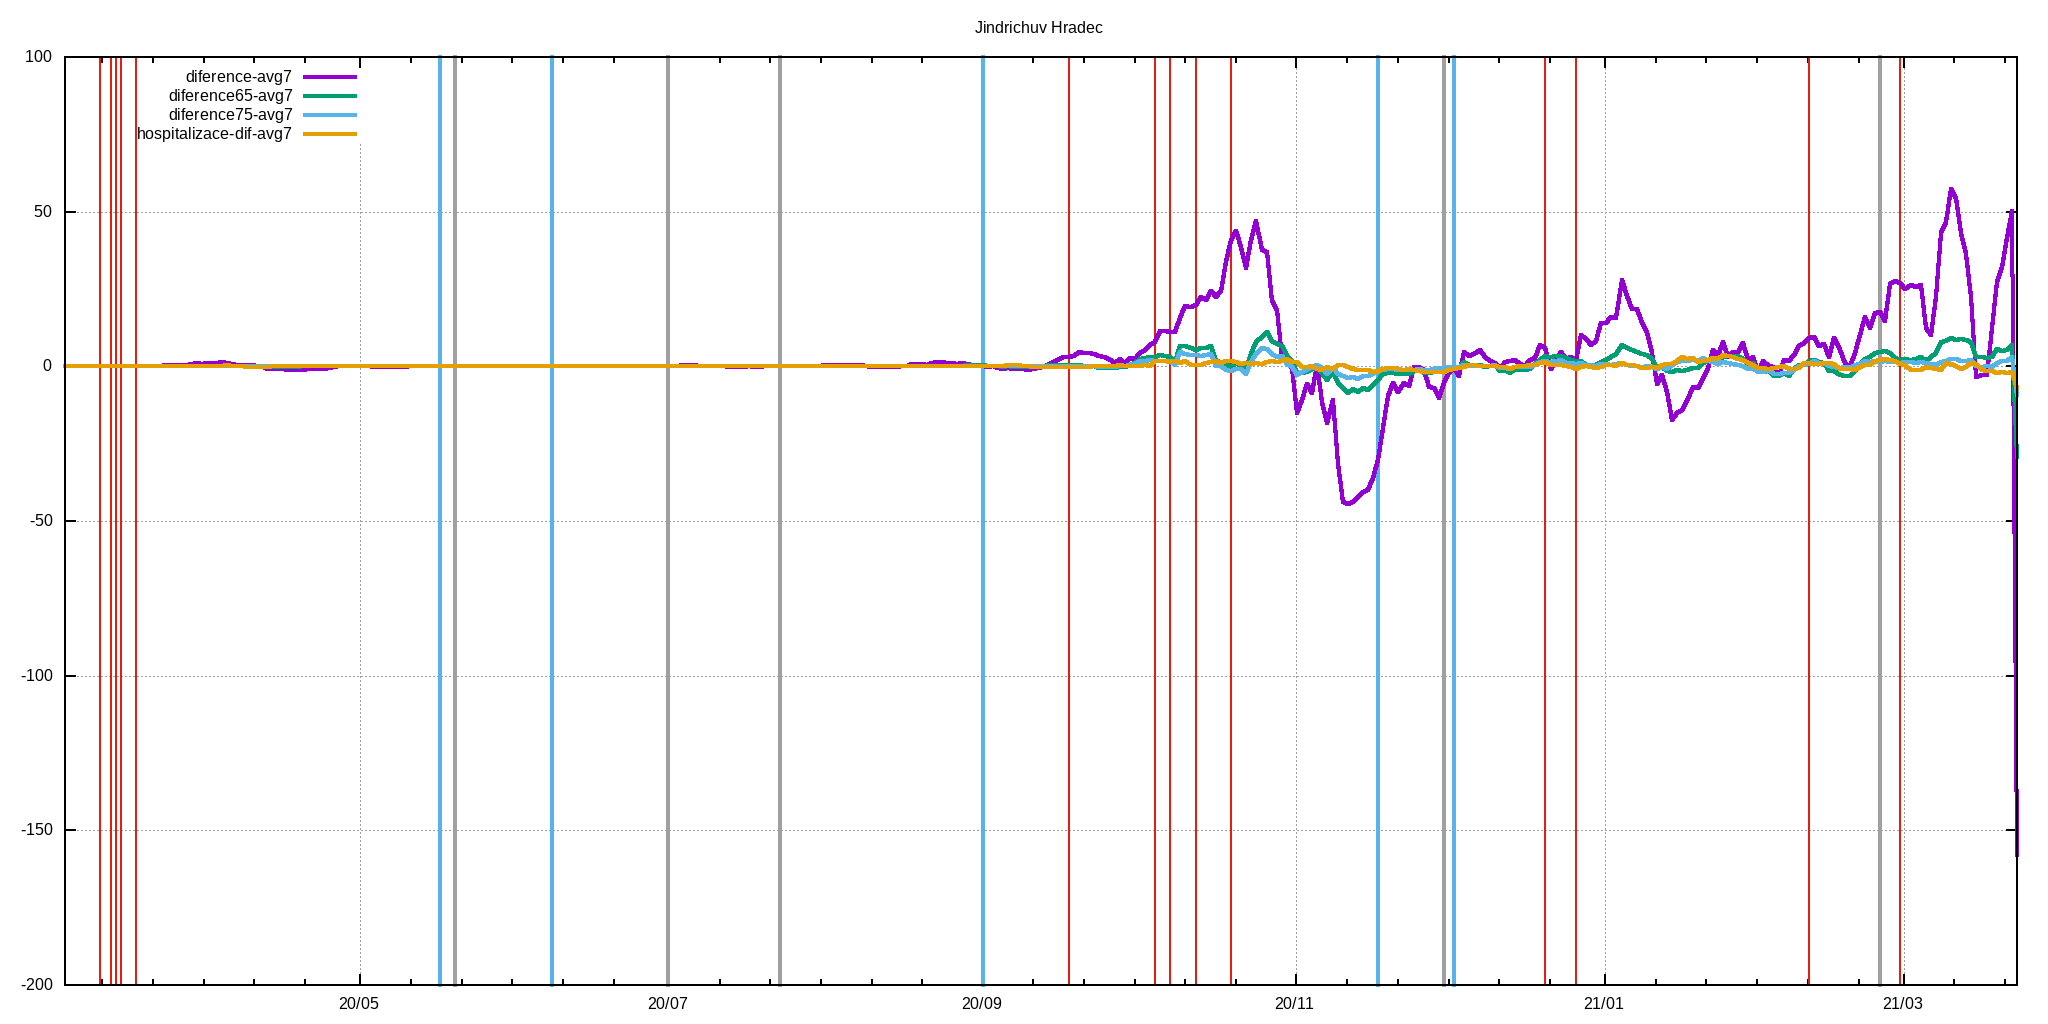 Jindrichuv Hradec
100
diference-avg7
diference65-avg7
diference75-avg7
hospitalizace-dif-avg7
50
0
-50
-100
-150
-200
20/05
20/07
20/09
20/11
21/01
21/03